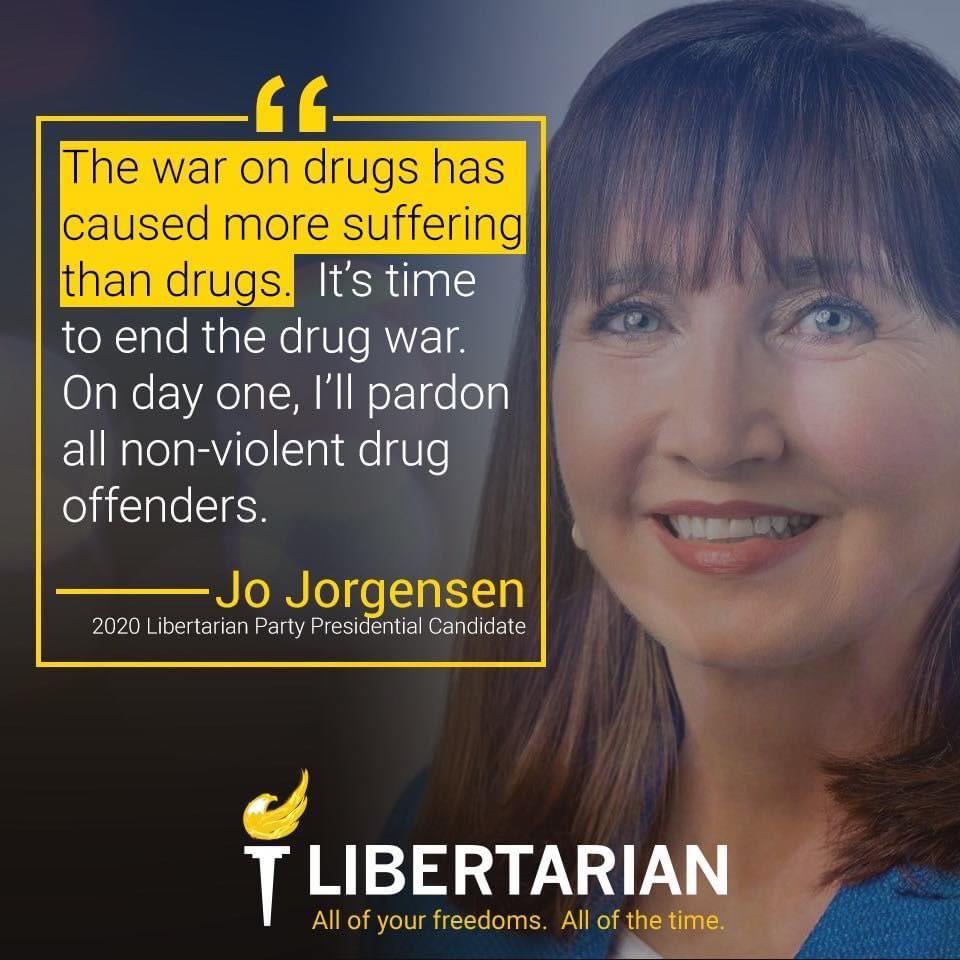 “
The war on drugs has
caused more suffering
than drugs. It’s time
to end the drug war.
On day one, I’ll pardon
all non-violent drug
offenders.
Jo Jorgensen
2020 Libertarian Party Presidential Candidate
LIBERTARIAN
All of your freedoms. All of the time.